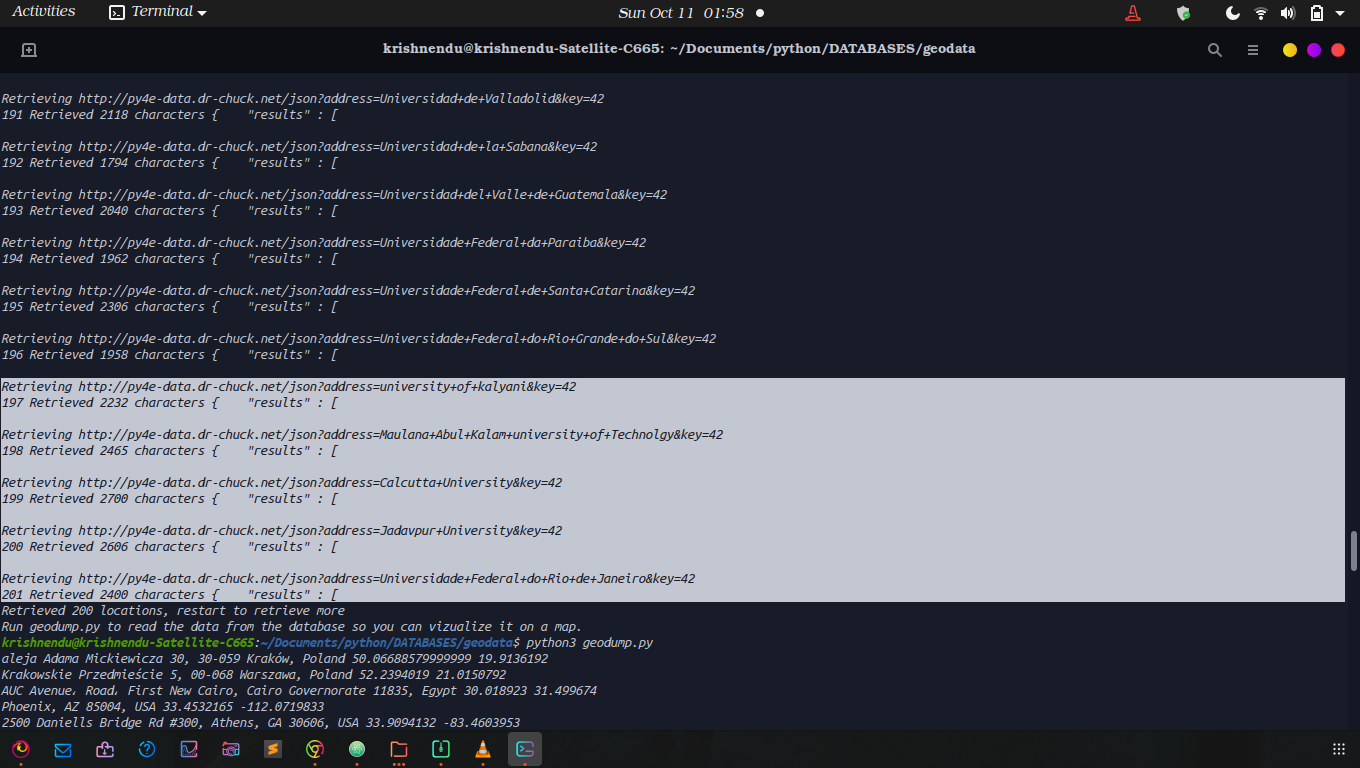 Activities
Terminal
Sun Oct 11 01:58
krishnendu@krishnendu-Satellite-C665: ~/Documents/python/DATABASES/geodata
Retrieving http://py4e-data.dr-chuck.net/json?address=Universidad+de+Valladolid&key=42
191 Retrieved 2118 characters { "results" : [
Retrieving http://py4e-data.dr-chuck.net/json?address=Universidad+de+la+Sabana&key=42
192 Retrieved 1794 characters { "results" : [
Retrieving http://py4e-data.dr-chuck.net/json?address=Universidad+del+Valle+de+Guatemala&key=42
193 Retrieved 2040 characters { "results" : [
Retrieving http://py4e-data.dr-chuck.net/json?address=Universidade+Federal+da+Paraiba&key=42
194 Retrieved 1962 characters { "results" : [
Retrieving http://py4e-data.dr-chuck.net/json?address=Universidade+Federal+de+Santa+Catarina&key=42
195 Retrieved 2306 characters { "results" : [
Retrieving http://py4e-data.dr-chuck.net/json?address=Universidade+Federal+do+Rio+Grande+do+Sul&key=42
196 Retrieved 1958 characters { "results" : [
Retrieving http://py4e-data.dr-chuck.net/json?address=university+of+kalyani&key=42
197 Retrieved 2232 characters { "results" : [
Retrieving http://py4e-data.dr-chuck.net/json?address=Maulana+Abul+Kalam+university+of+Technolgy&key=42
198 Retrieved 2465 characters { "results" : [
Retrieving http://py4e-data.dr-chuck.net/json?address=Calcutta+University&key=42
199 Retrieved 2700 characters { "results" : [
Retrieving http://py4e-data.dr-chuck.net/json?address=Jadavpur+University&key=42
200 Retrieved 2606 characters { "results" : [
Retrieving http://py4e-data.dr-chuck.net/json?address=Universidade+Federal+do+Rio+de+Janeiro&key=42
201 Retrieved 2400 characters { "results" : [
Retrieved 200 locations, restart to retrieve more
Run geodump.py to read the data from the database so you can vizualize it on a map.
krishnendu@krishnendu-Satellite-C665:~/Documents/python/DATABASES/geodata$ python3 geodump.py
aleja Adama Mickiewicza 30, 30-059 Kraków, Poland 50.06688579999999 19.9136192
Krakowskie Przedmieście 5, 00-068 Warszawa, Poland 52.2394019 21.0150792
AUC Avenue، Road، First New Cairo, Cairo Governorate 11835, Egypt 30.018923 31.499674
Phoenix, AZ 85004, USA 33.4532165 -112.0719833
2500 Daniells Bridge Rd #300, Athens, GA 30606, USA 33.9094132 -83.4603953